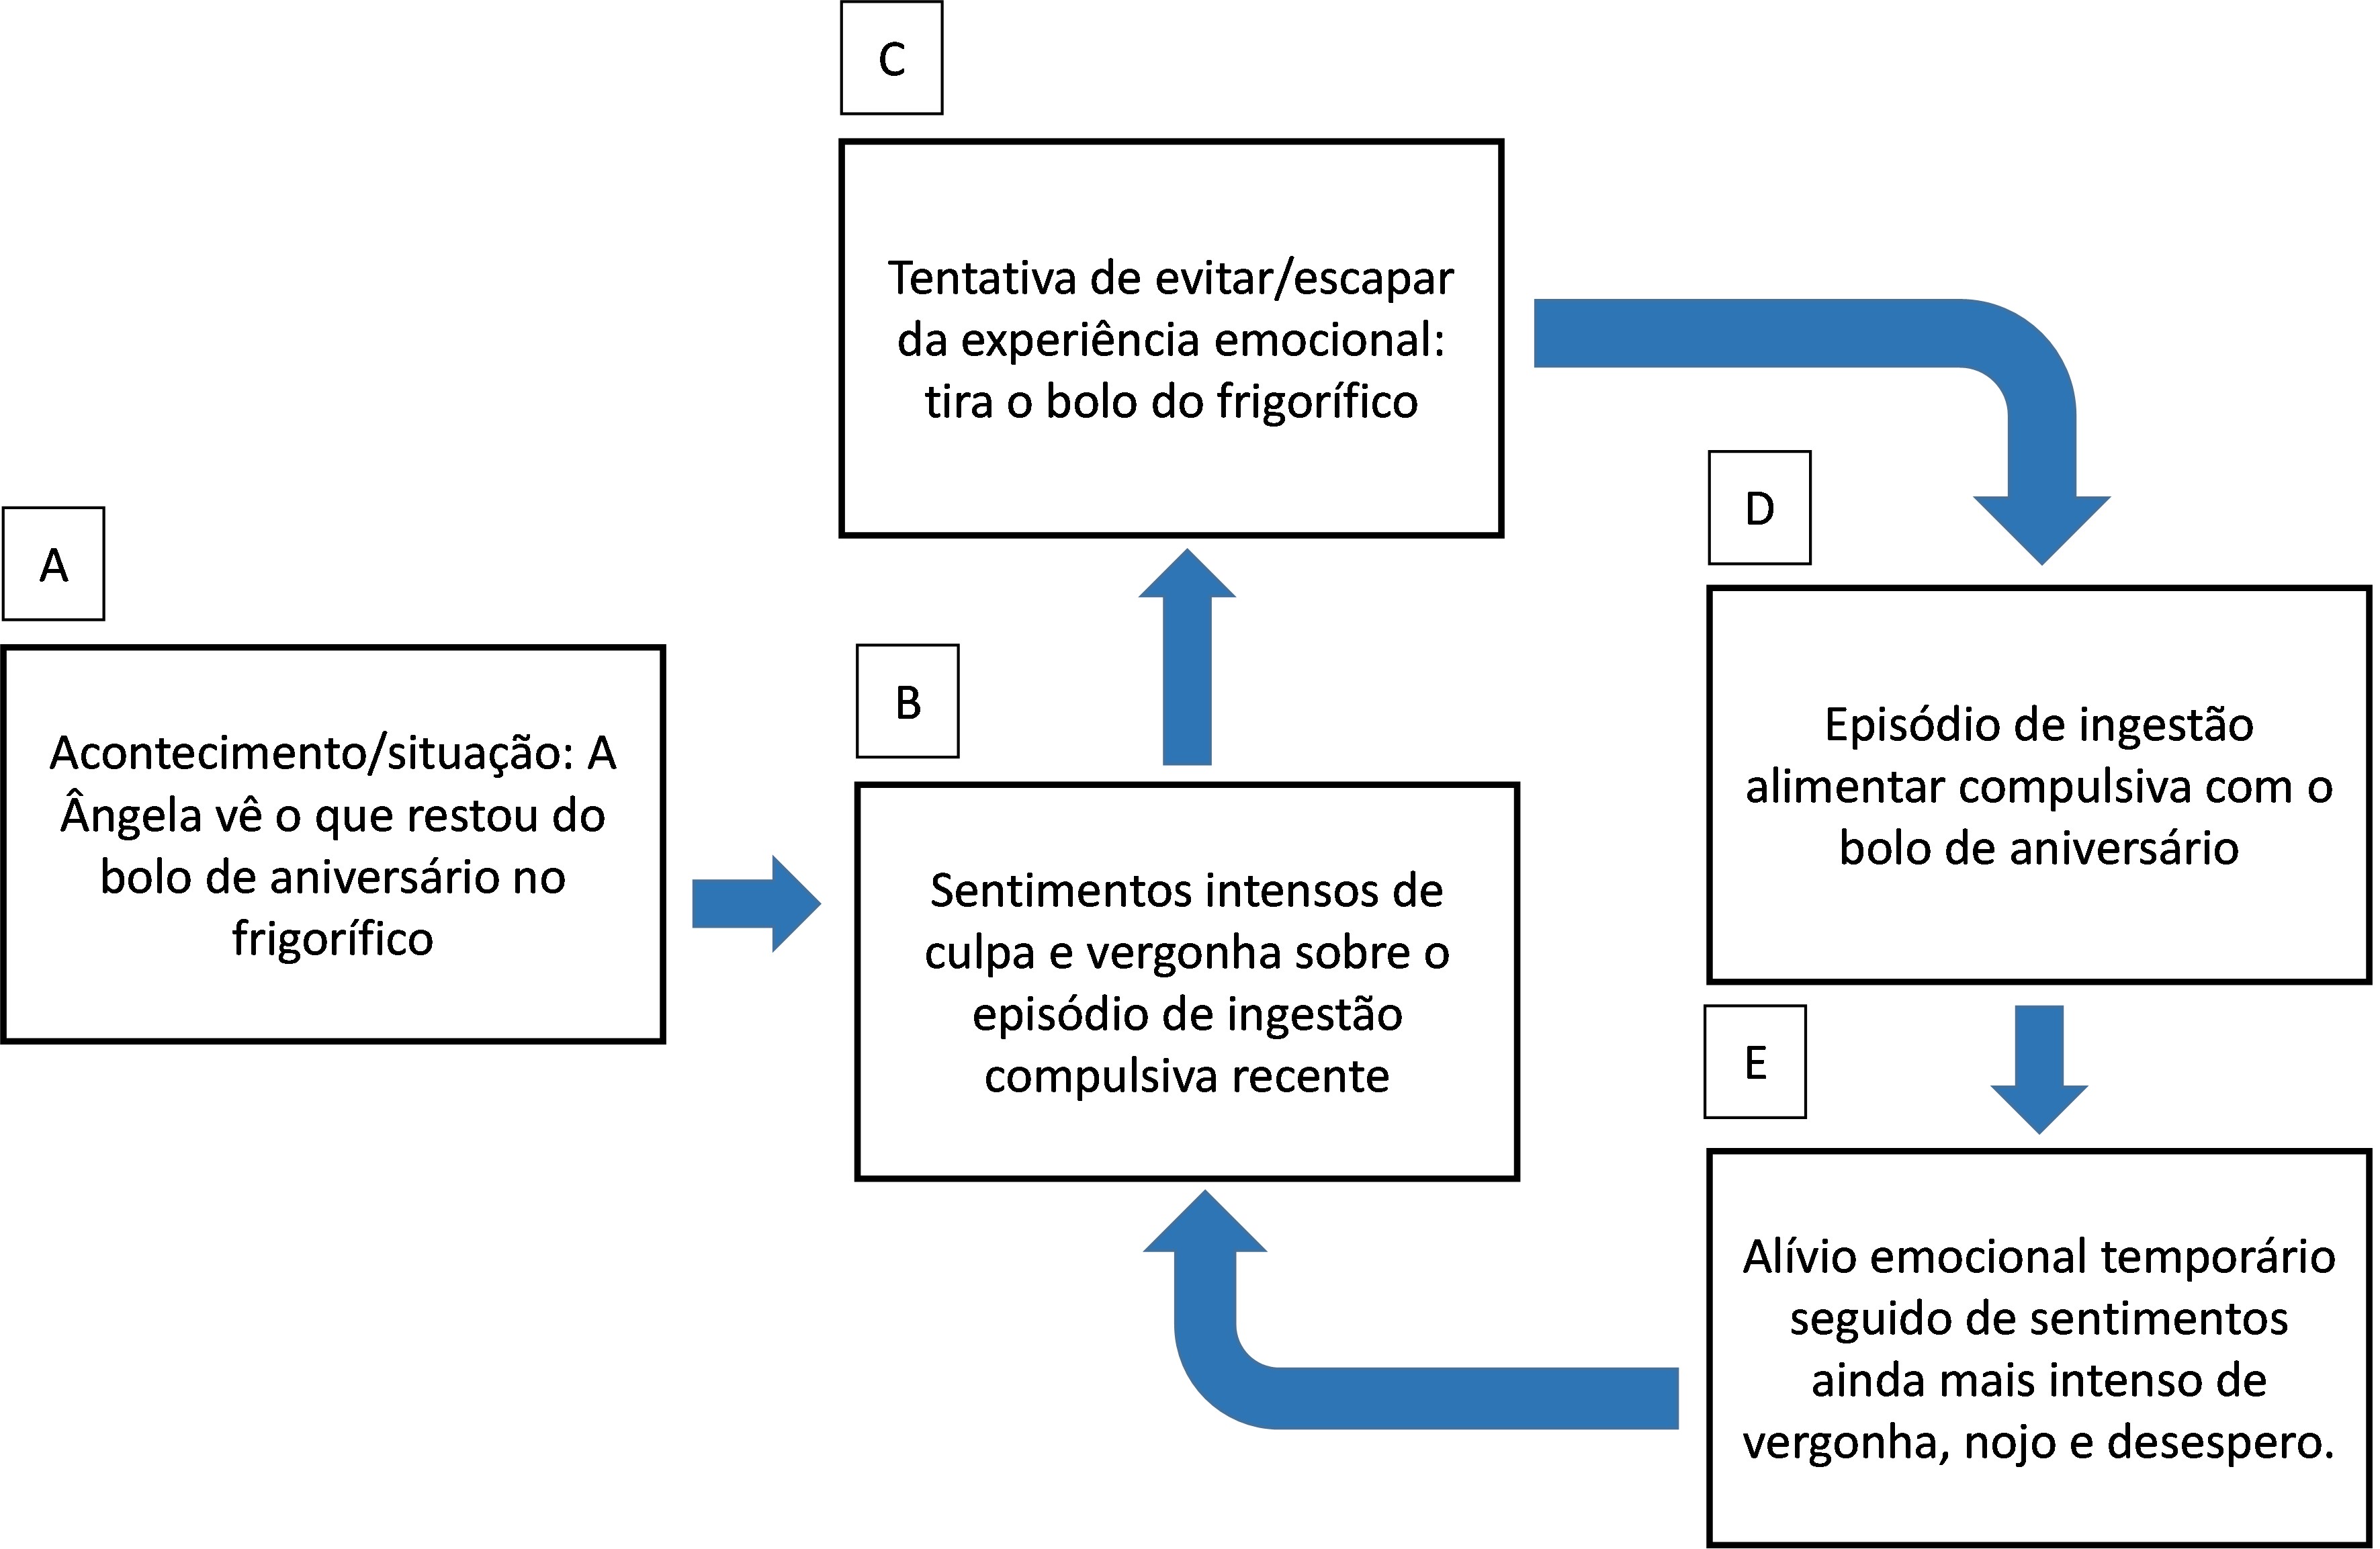 A
Acontecimento/situação: A
Ângela vê o que restou do
bolo de aniversário no
frigorífico
B
Sentimentos intensos de
culpa e vergonha sobre o
episódio de ingestão
compulsiva recente
C
Tentativa de evitar/escapar
da experiência emocional:
tira o bolo do frigorífico
D
Episódio de ingestão
alimentar compulsiva com o
bolo de aniversário
E
Alívio emocional temporário
seguido de sentimentos
ainda mais intenso de
vergonha, nojo e desespero.